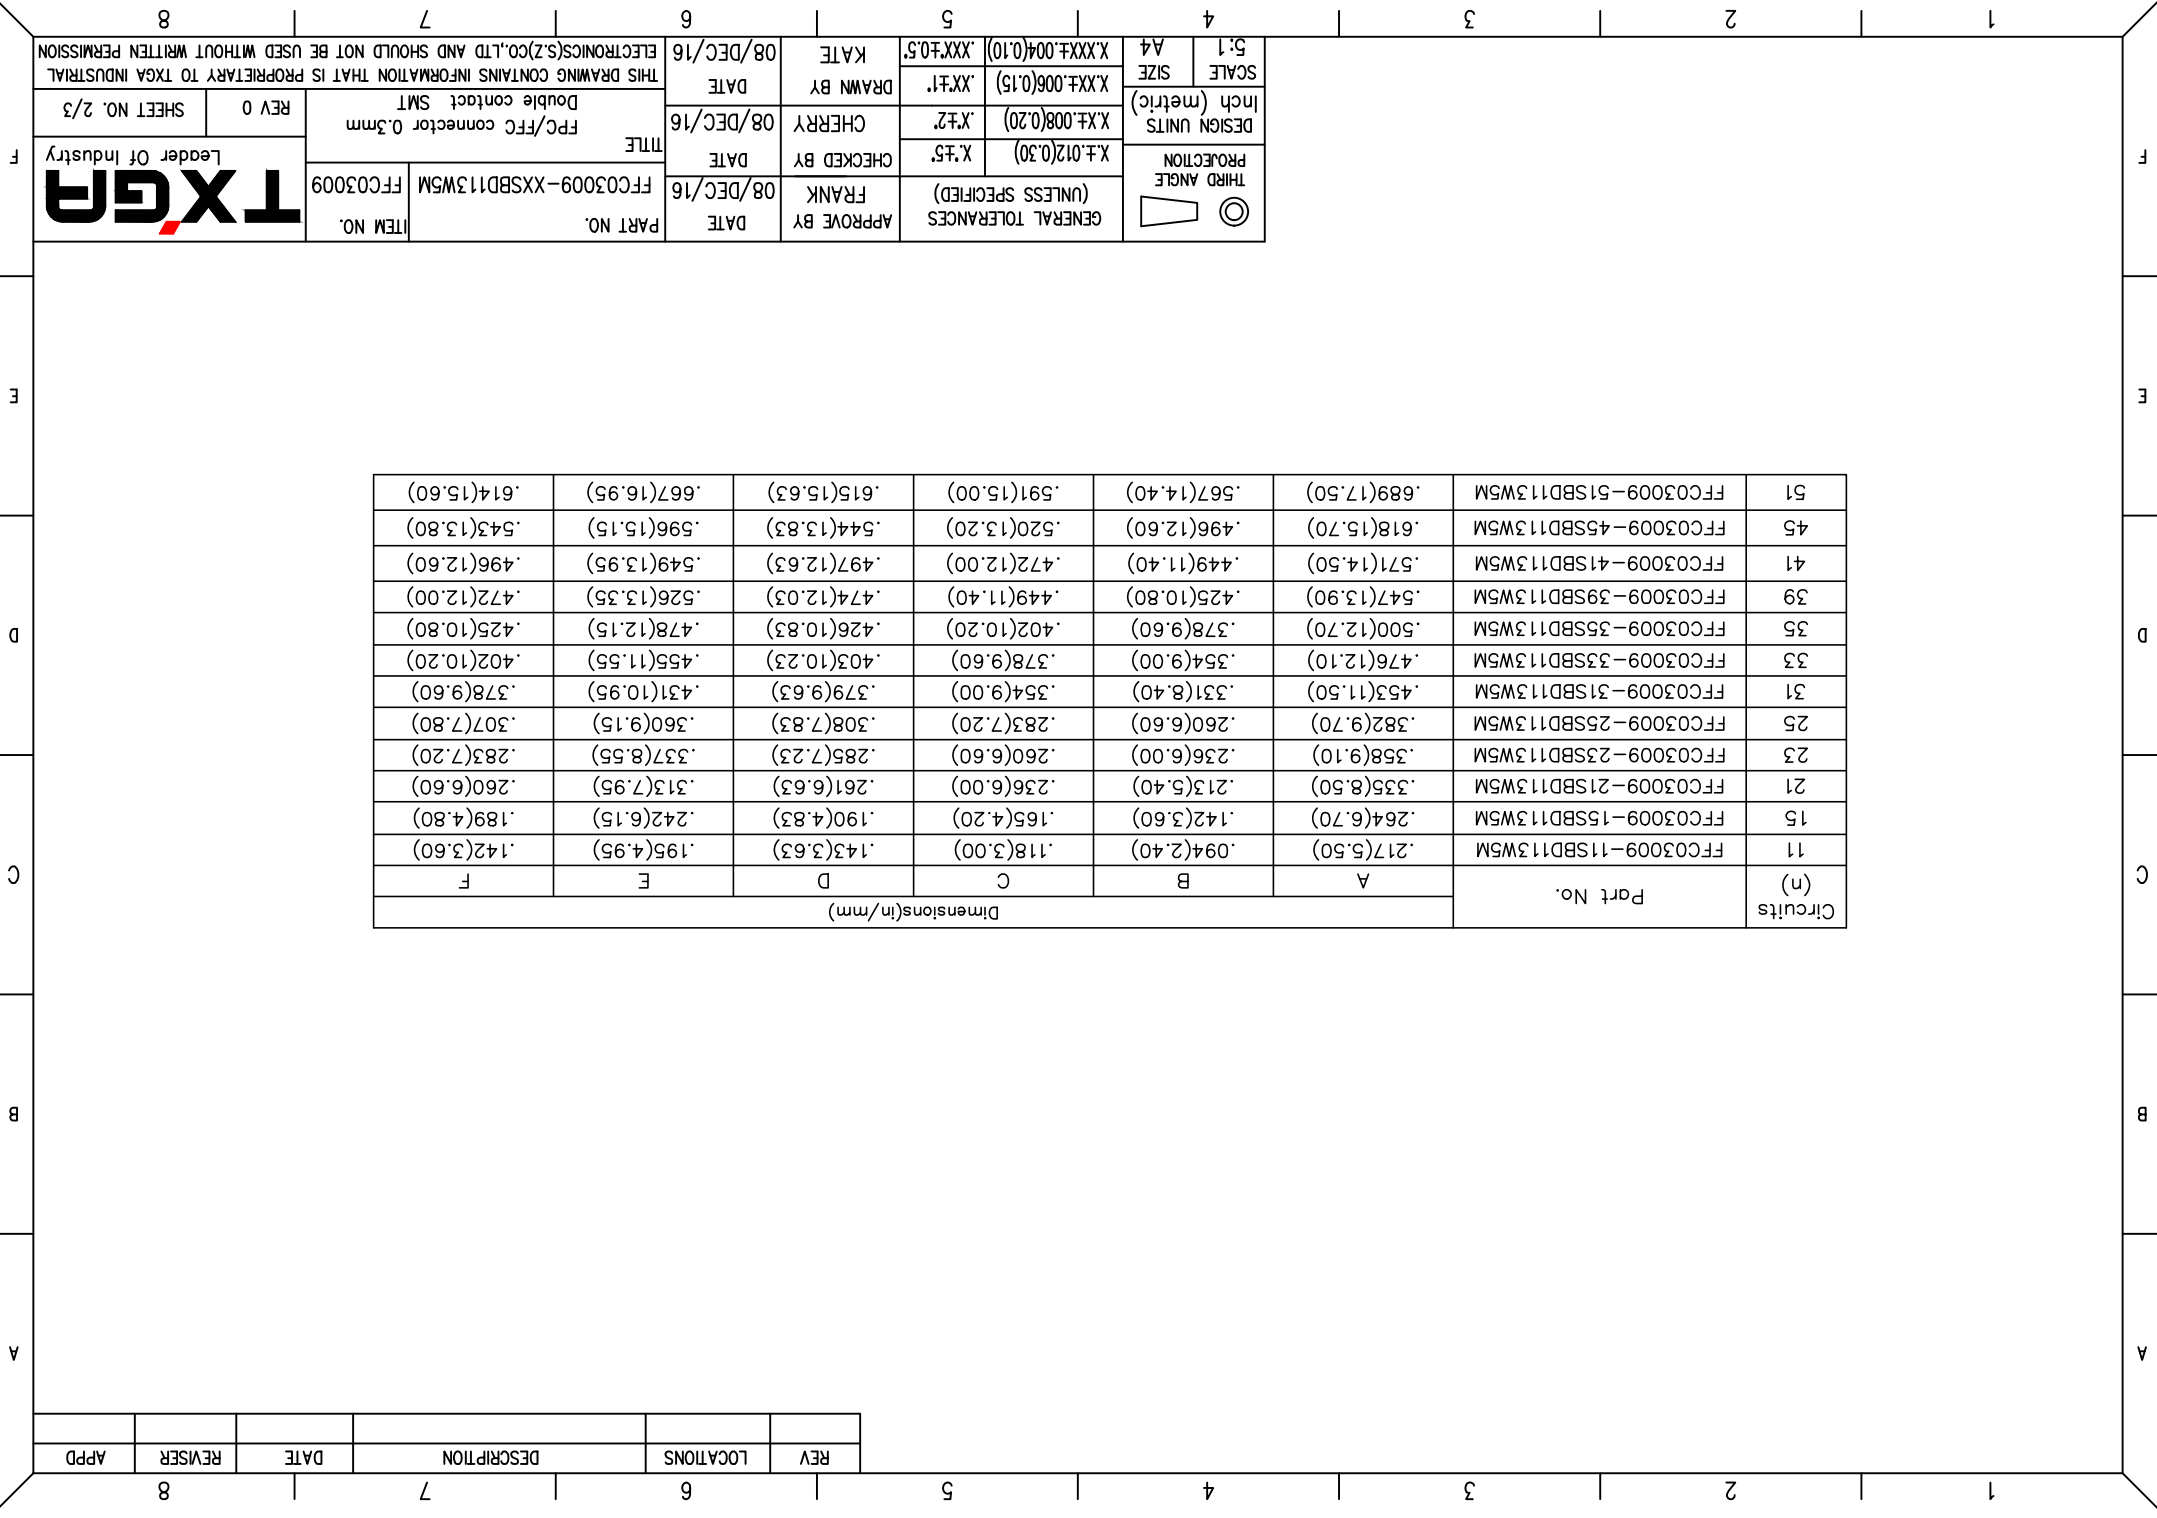 1 2 3 4 5 6 7 8
REV LOCATIONS DESCRIPTION DATE REVISER APPD
A A
B B
C C
D D
E E
F F
Circuits (n) Part No. Dimensions(in/mm)
A B C D E F
11 FFC03009-11SBD113W5M .217(5.50) .094(2.40) .118(3.00) .143(3.63) .195(4.95) .142(3.60)
15 FFC03009-15SBD113W5M .264(6.70) .142(3.60) .165(4.20) .190(4.83) .242(6.15) .189(4.80)
21 FFC03009-21SBD113W5M .335(8.50) .213(5.40) .236(6.00) .261(6.63) .313(7.95) .260(6.60)
23 FFC03009-23SBD113W5M .358(9.10) .236(6.00) .260(6.60) .285(7.23) .337(8.55) .283(7.20)
25 FFC03009-25SBD113W5M .382(9.70) .260(6.60) .283(7.20) .308(7.83) .360(9.15) .307(7.80)
31 FFC03009-31SBD113W5M .453(11.50) .331(8.40) .354(9.00) .379(9.63) .431(10.95) .378(9.60)
33 FFC03009-33SBD113W5M .476(12.10) .354(9.00) .378(9.60) .403(10.23) .455(11.55) .402(10.20)
35 FFC03009-35SBD113W5M .500(12.70) .378(9.60) .402(10.20) .426(10.83) .478(12.15) .425(10.80)
39 FFC03009-39SBD113W5M .547(13.90) .425(10.80) .449(11.40) .474(12.03) .526(13.35) .472(12.00)
41 FFC03009-41SBD113W5M .571(14.50) .449(11.40) .472(12.00) .497(12.63) .549(13.95) .496(12.60)
45 FFC03009-45SBD113W5M .618(15.70) .496(12.60) .520(13.20) .544(13.83) .596(15.15) .543(13.80)
51 FFC03009-51SBD113W5M .689(17.50) .567(14.40) .591(15.00) .615(15.63) .667(16.95) .614(15.60)
THIRD ANGLE
PROJECTION
DESIGN UNITS
Inch (metric)
SCALE SIZE
5:1 A4
GENERAL TOLERANCES
(UNLESS SPECIFIED)
X.±.012(0.30) X.°±5°
X.X±.008(0.20) .X°±2°
X.XX±.006(0.15) .XX°±1°
X.XXX±.004(0.10) .XXX°±0.5°
APPROVE BY DATE
FRANK 08/DEC/16
CHECKED BY DATE
CHERRY 08/DEC/16
DRAWN BY DATE
KATE 08/DEC/16
PART NO. ITEM NO.
FFC03009-XXSBD113W5M FFC03009
TITLE
FPC/FFC connector 0.3mm
Double contact SMT
TXGA
Leader Of Industry
REV 0 SHEET NO. 2/3
THIS DRAWING CONTAINS INFORMATION THAT IS PROPRIETARY TO TXGA INDUSTRIAL
ELECTRONICS(S.Z)CO.,LTD AND SHOULD NOT BE USED WITHOUT WRITTEN PERMISSION
1 2 3 4 5 6 7 8